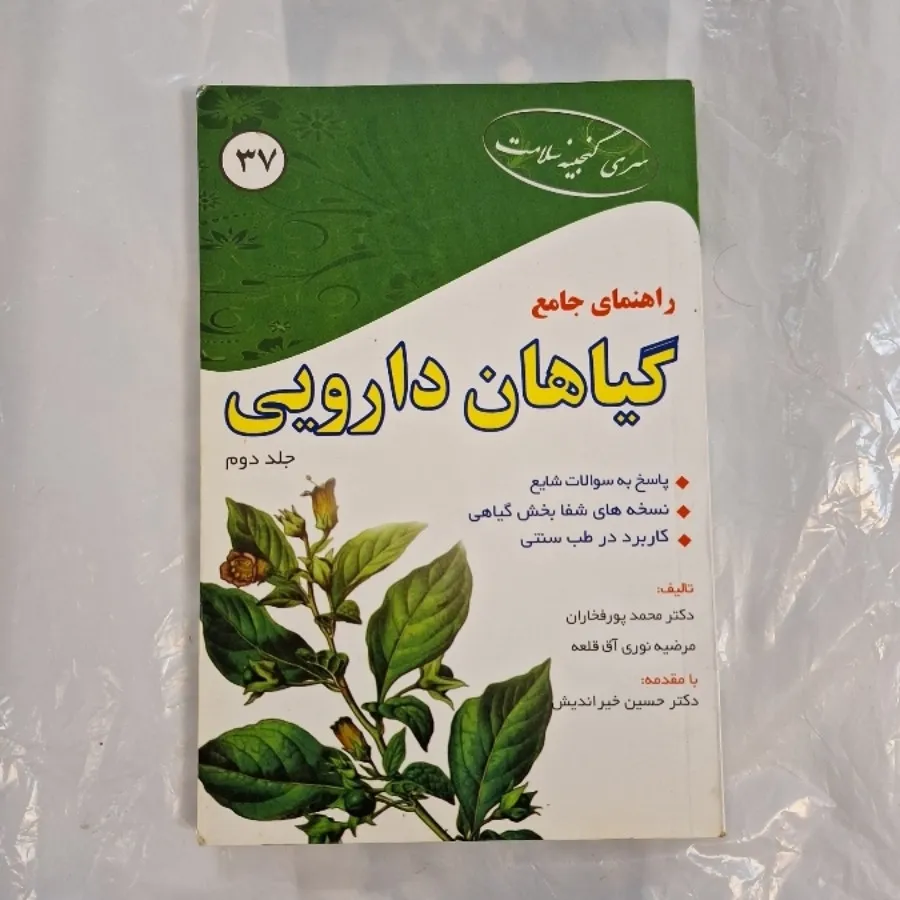 سری گنجینه سلامت
۳۷
راهنمای جامع
گیاهان دارویی
جلد دوم
پاسخ به سوالات شایع
نسخه های شفا بخش گیاهی
کاربرد در طب سنتی
تالیف:
دکتر محمد پورفخاران
مرضیه نوری آق قلعه
با مقدمه:
دکتر حسین خیراندیش